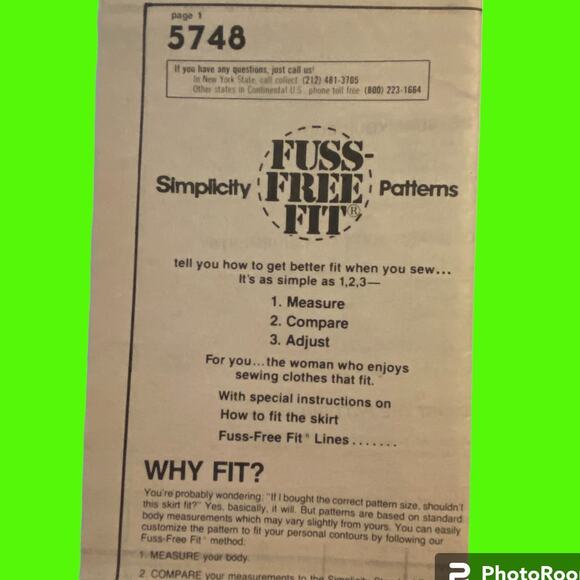 page 1
5748
If you have any questions, just call us!
In New York State, call collect (212) 481-3705
Other states in Continental U.S. phone toll free (800) 223-1664
Simplicity FUSS-FREE FIT® Patterns
tell you how to get better fit when you sew...
It's as simple as 1,2,3—
1. Measure
2. Compare
3. Adjust
For you...the woman who enjoys
sewing clothes that fit.
With special instructions on
How to fit the skirt
Fuss-Free Fit® Lines.......
WHY FIT?
You're probably wondering: "If I bought the correct pattern size, shouldn't
this skirt fit?" Yes, basically, it will. But patterns are based on standard
body measurements which may vary slightly from yours. You can easily
customize the pattern to fit your personal contours by following our
Fuss-Free Fit® method:
1. MEASURE your body.
2. COMPARE your measurements to the
PhotoRoo